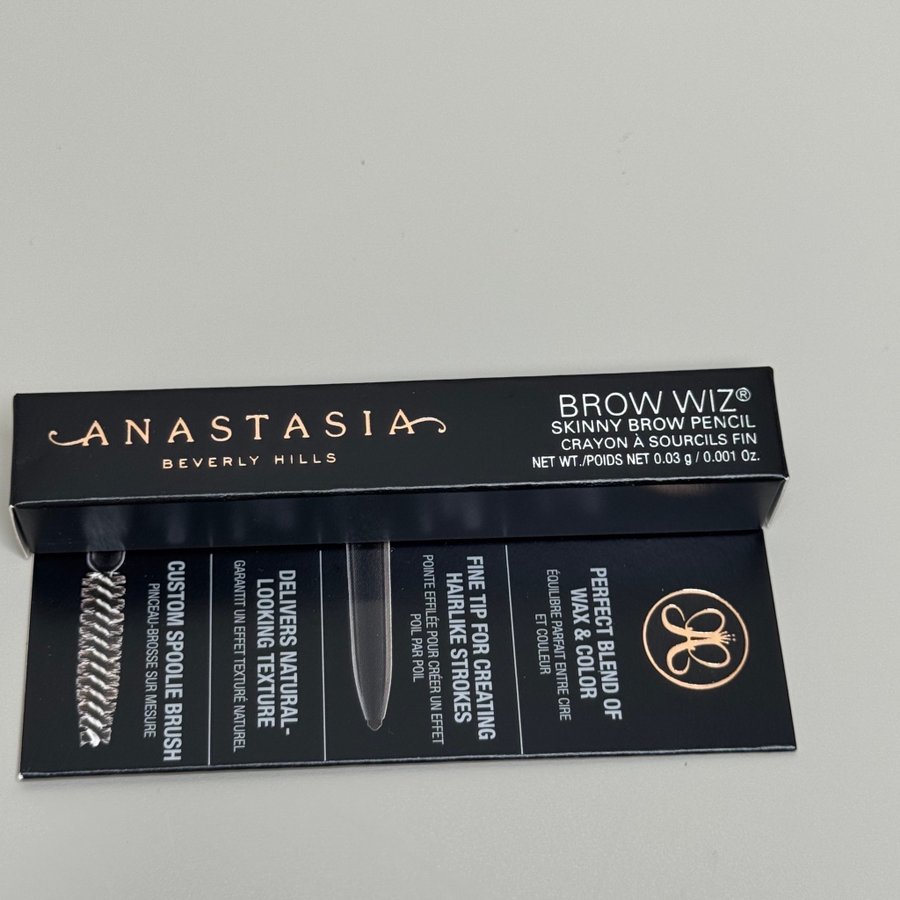 ANASTASIA
BEVERLY HILLS
BROW WIZ®
SKINNY BROW PENCIL
CRAYON À SOURCILS FIN
NET WT./POIDS NET 0.03 g / 0.001 Oz.
PERFECT BLEND OF
WAX & COLOR
ÉQUILIBRE PARFAIT ENTRE CIRE
ET COULEUR
FINE TIP FOR CREATING
HAIRLIKE STROKES
POINTE EFFILÉE POUR CRÉER UN EFFET
POIL PAR POIL
DELIVERS NATURAL-
LOOKING TEXTURE
GARANTIT UN EFFET TEXTURÉ NATUREL
CUSTOM SPOOLIE BRUSH
PINCEAU-BROSSE SUR MESURE